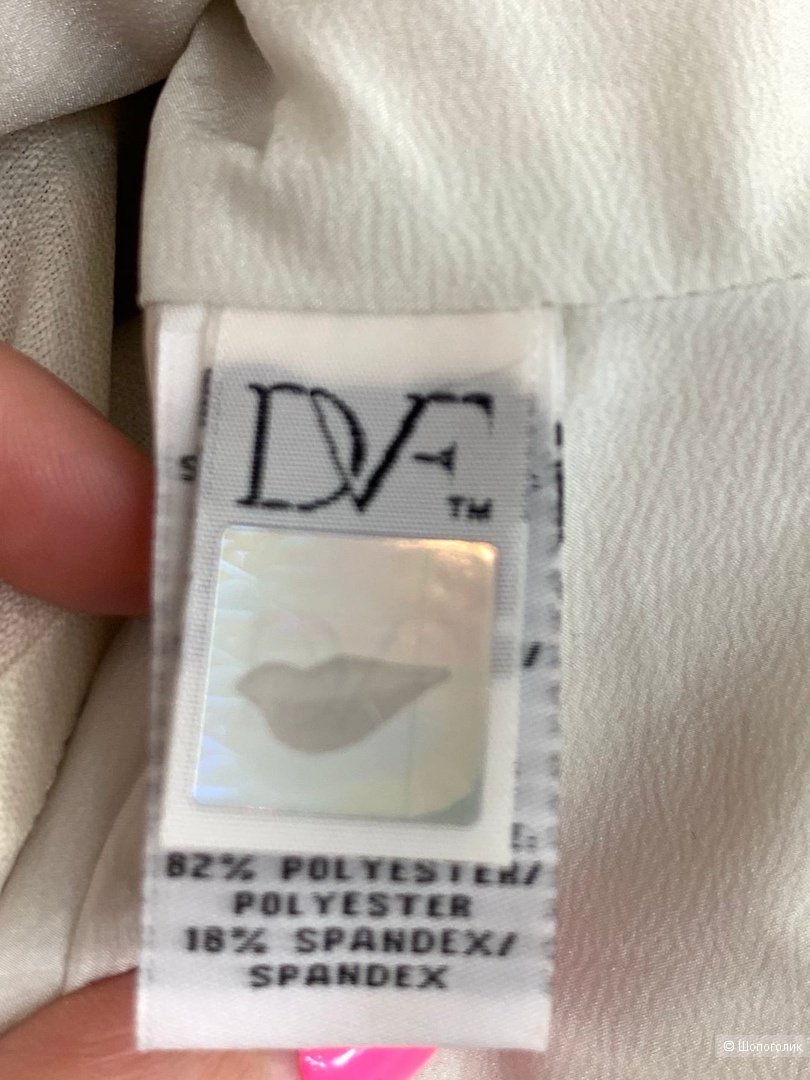 DVF
TM
82% POLYESTER/
POLYESTER
18% SPANDEX/
SPANDEX
© Шопоголик